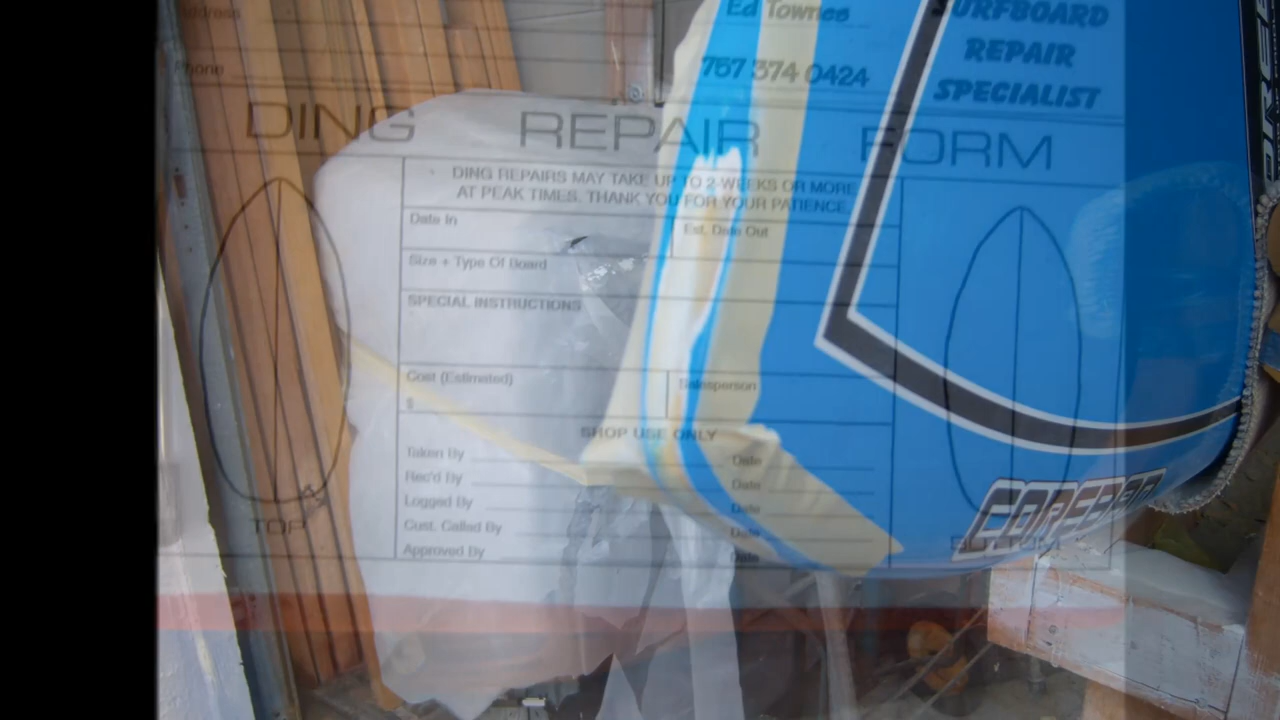 Address
Ed Townes
SURFBOARD
Phone
757 374 0424
REPAIR
SPECIALIST
DING REPAIR FORM
DING REPAIRS MAY TAKE UP TO 2-WEEKS OR MORE
AT PEAK TIMES. THANK YOU FOR YOUR PATIENCE.
Date In
Est. Date Out
Size + Type Of Board
SPECIAL INSTRUCTIONS
Cost (Estimated)
Salesperson
$
SHOP USE ONLY
Taken By Date
Rec'd By Date
Logged By Date
Cust. Called By Date
Approved By Date
TOP
COREBAN